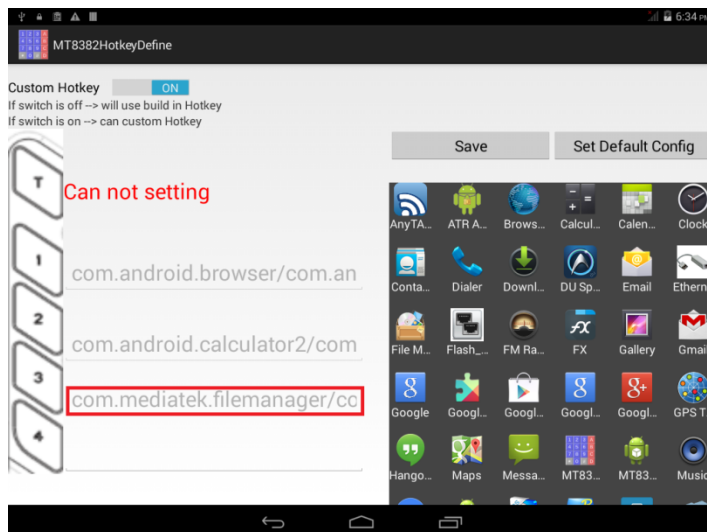 6:34 PM
MT8382HotkeyDefine
Custom Hotkey ON
If switch is off --> will use build in Hotkey
If switch is on --> can custom Hotkey
Save Set Default Config
T Can not setting
1 com.android.browser/com.an
2 com.android.calculator2/com
3 com.mediatek.filemanager/co
4
AnyTA... ATR A... Brows... Calcul... Calen... Clock
Conta... Dialer Downl... DU Sp... Email Ethern
File M... Flash_... FM Ra... FX Gallery Gmai
Google Googl... Googl... Googl... Googl... GPS T
Hango... Maps Messa... MT83... MT83... Music